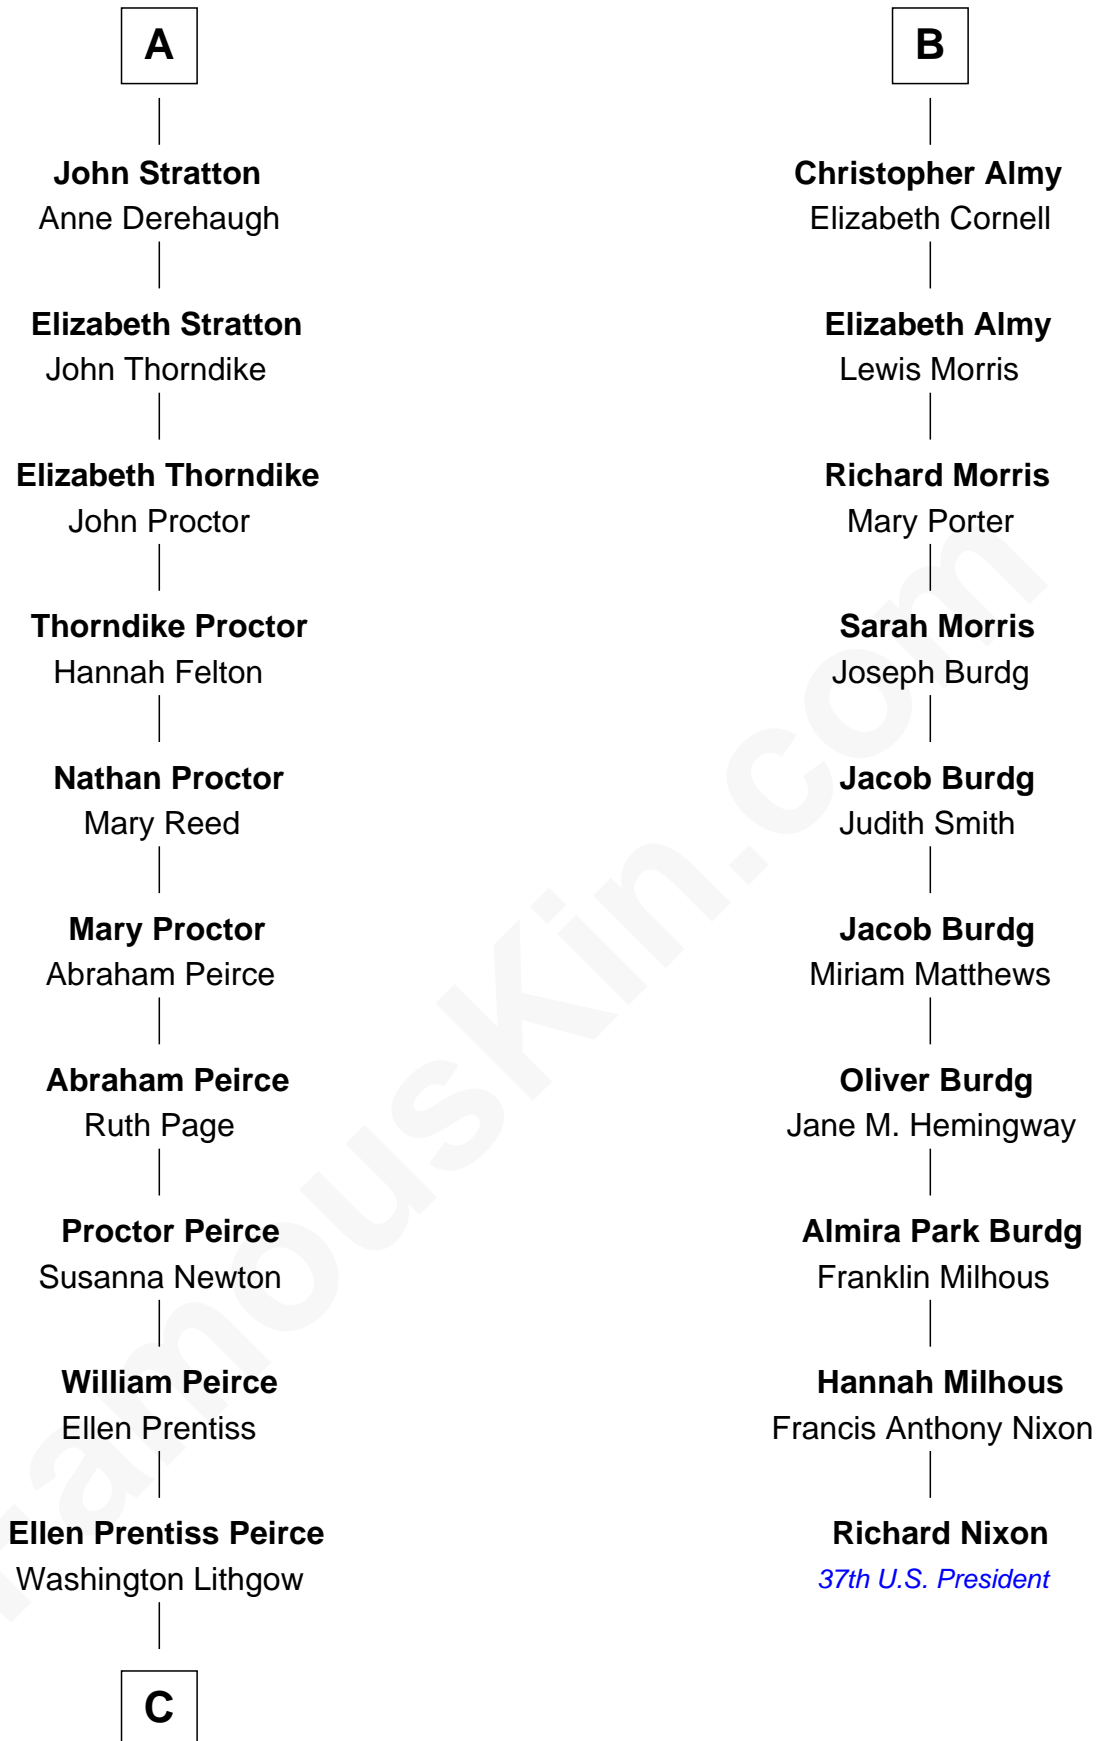 A
John Stratton
Anne Derehaugh
Elizabeth Stratton
John Thorndike
Elizabeth Thorndike
John Proctor
Thorndike Proctor
Hannah Felton
Nathan Proctor
Mary Reed
Mary Proctor
Abraham Peirce
Abraham Peirce
Ruth Page
Proctor Peirce
Susanna Newton
William Peirce
Ellen Prentiss
Ellen Prentiss Peirce
Washington Lithgow
C
B
Christopher Almy
Elizabeth Cornell
Elizabeth Almy
Lewis Morris
Richard Morris
Mary Porter
Sarah Morris
Joseph Burdg
Jacob Burdg
Judith Smith
Jacob Burdg
Miriam Matthews
Oliver Burdg
Jane M. Hemingway
Almira Park Burdg
Franklin Milhous
Hannah Milhous
Francis Anthony Nixon
Richard Nixon
37th U.S. President
FamousKin.com